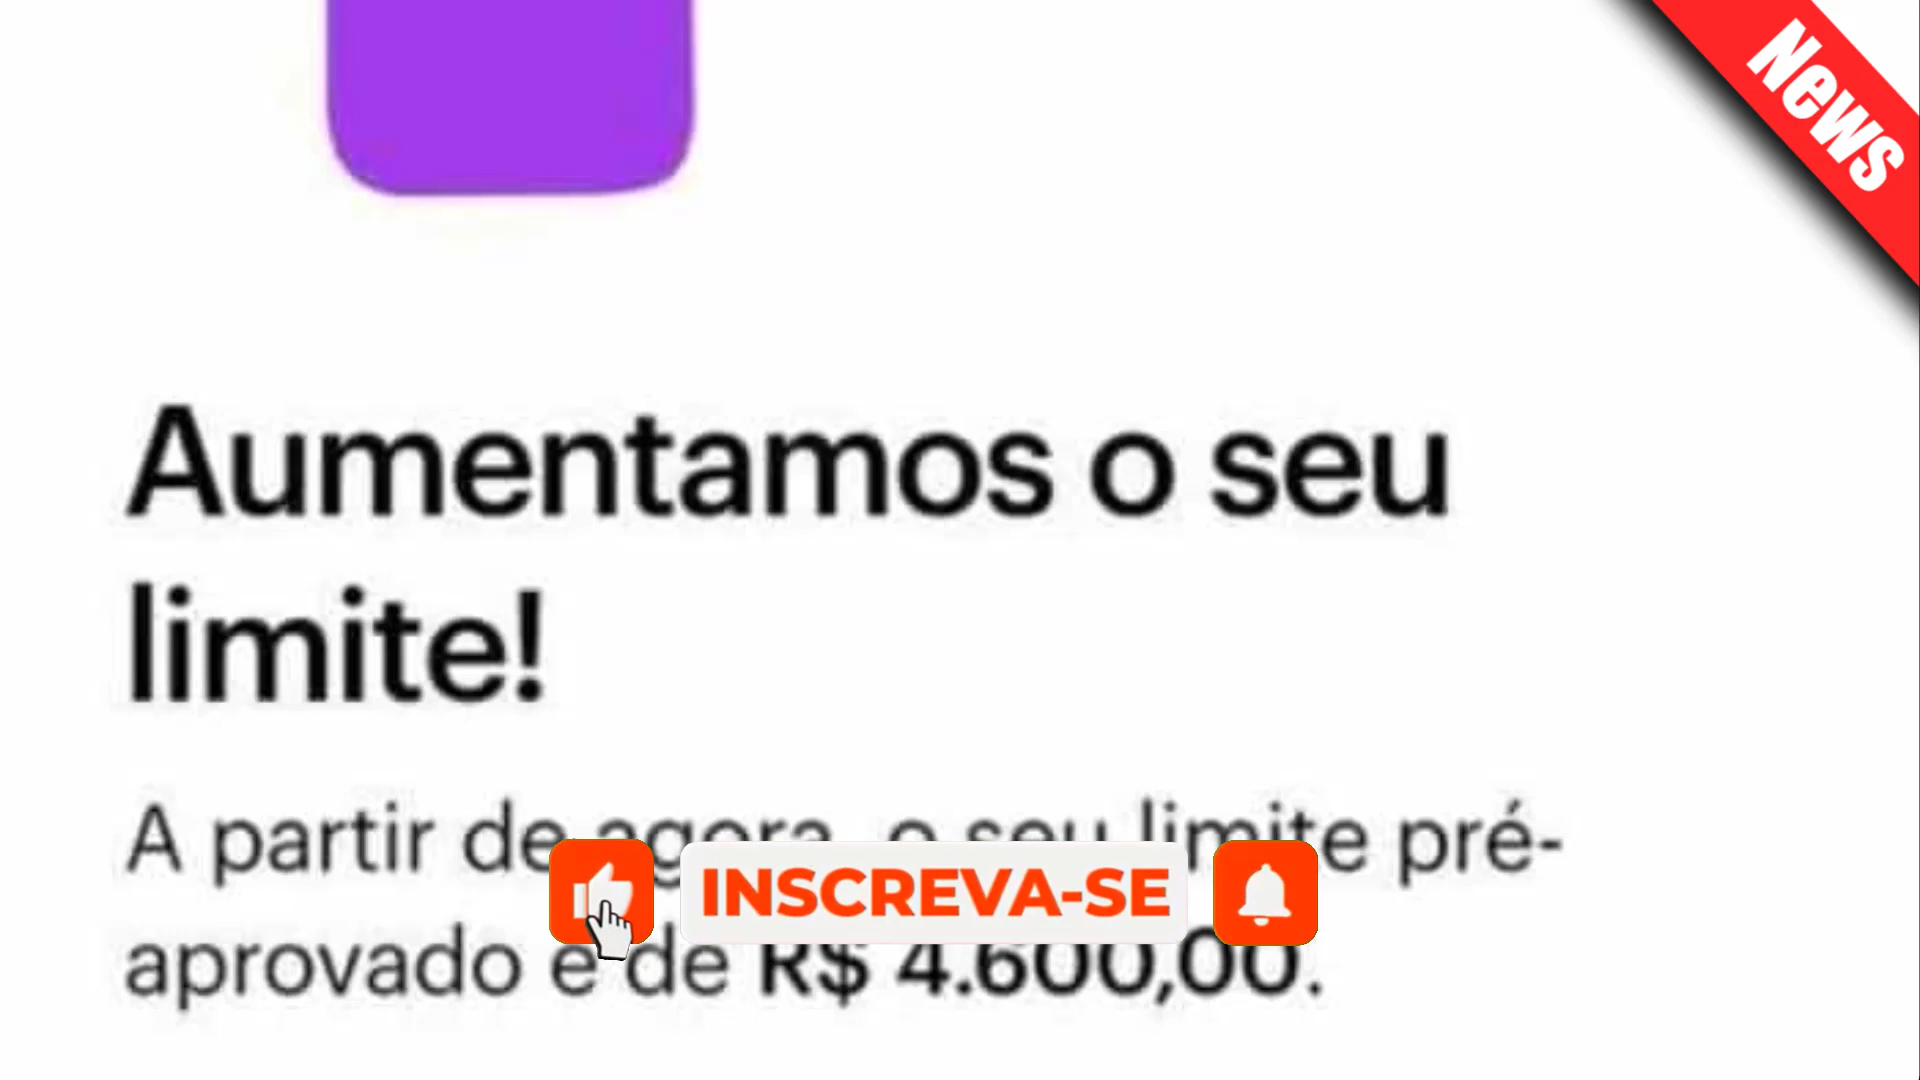 News
Aumentamos o seu
limite!
A partir de agora, o seu limite pré-
INSCREVA-SE
aprovado é de R$ 4.600,00.